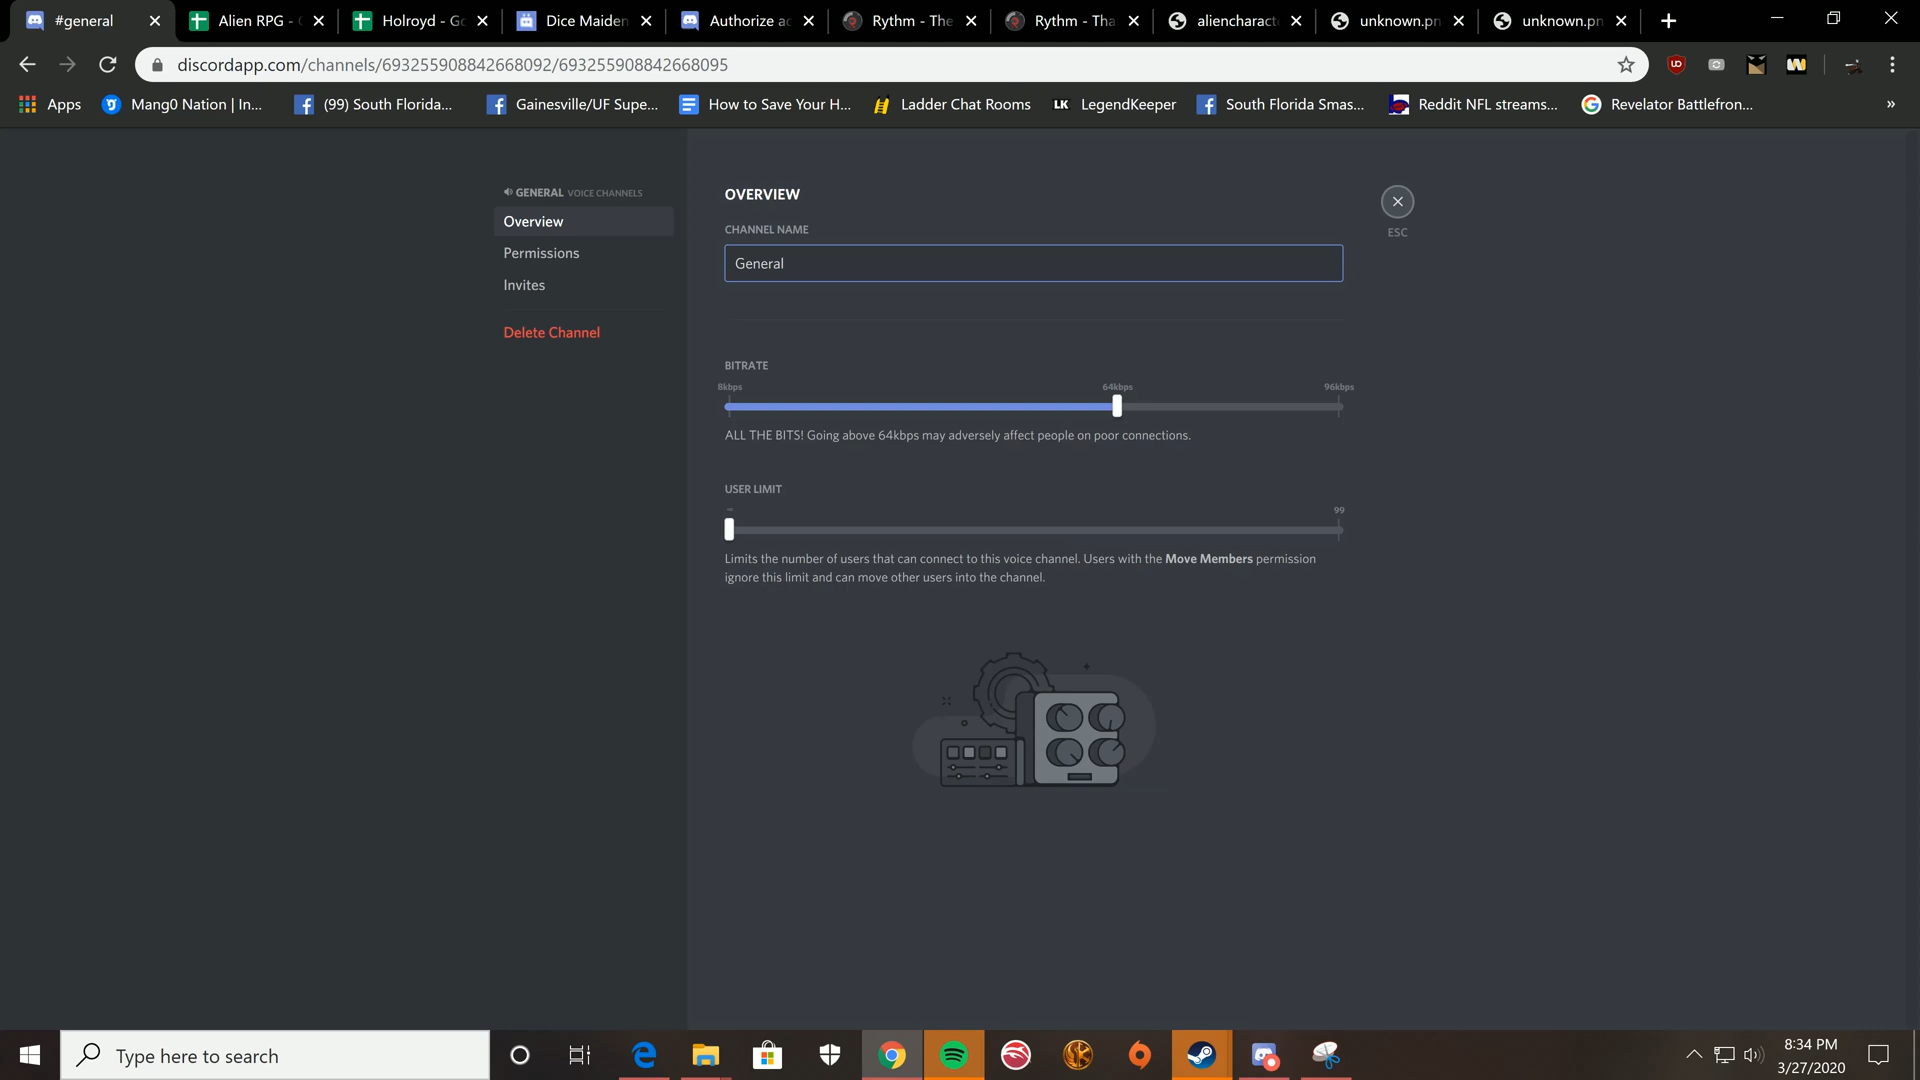 #general
Alien RPG - G
Holroyd - Go
Dice Maiden
Authorize ac
Rythm - The
Rythm - Tha
aliencharact
unknown.pn
unknown.pn
discordapp.com/channels/693255908842668092/693255908842668095
Apps
Mang0 Nation | In...
(99) South Florida...
Gainesville/UF Supe...
How to Save Your H...
Ladder Chat Rooms
LK LegendKeeper
South Florida Smas...
Reddit NFL streams...
Revelator Battlefron...
»
GENERAL VOICE CHANNELS
Overview
Permissions
Invites
Delete Channel
OVERVIEW
ESC
CHANNEL NAME
General
BITRATE
8kbps 64kbps 96kbps
ALL THE BITS! Going above 64kbps may adversely affect people on poor connections.
USER LIMIT
∞ 99
Limits the number of users that can connect to this voice channel. Users with the Move Members permission
ignore this limit and can move other users into the channel.
Type here to search
8:34 PM
3/27/2020